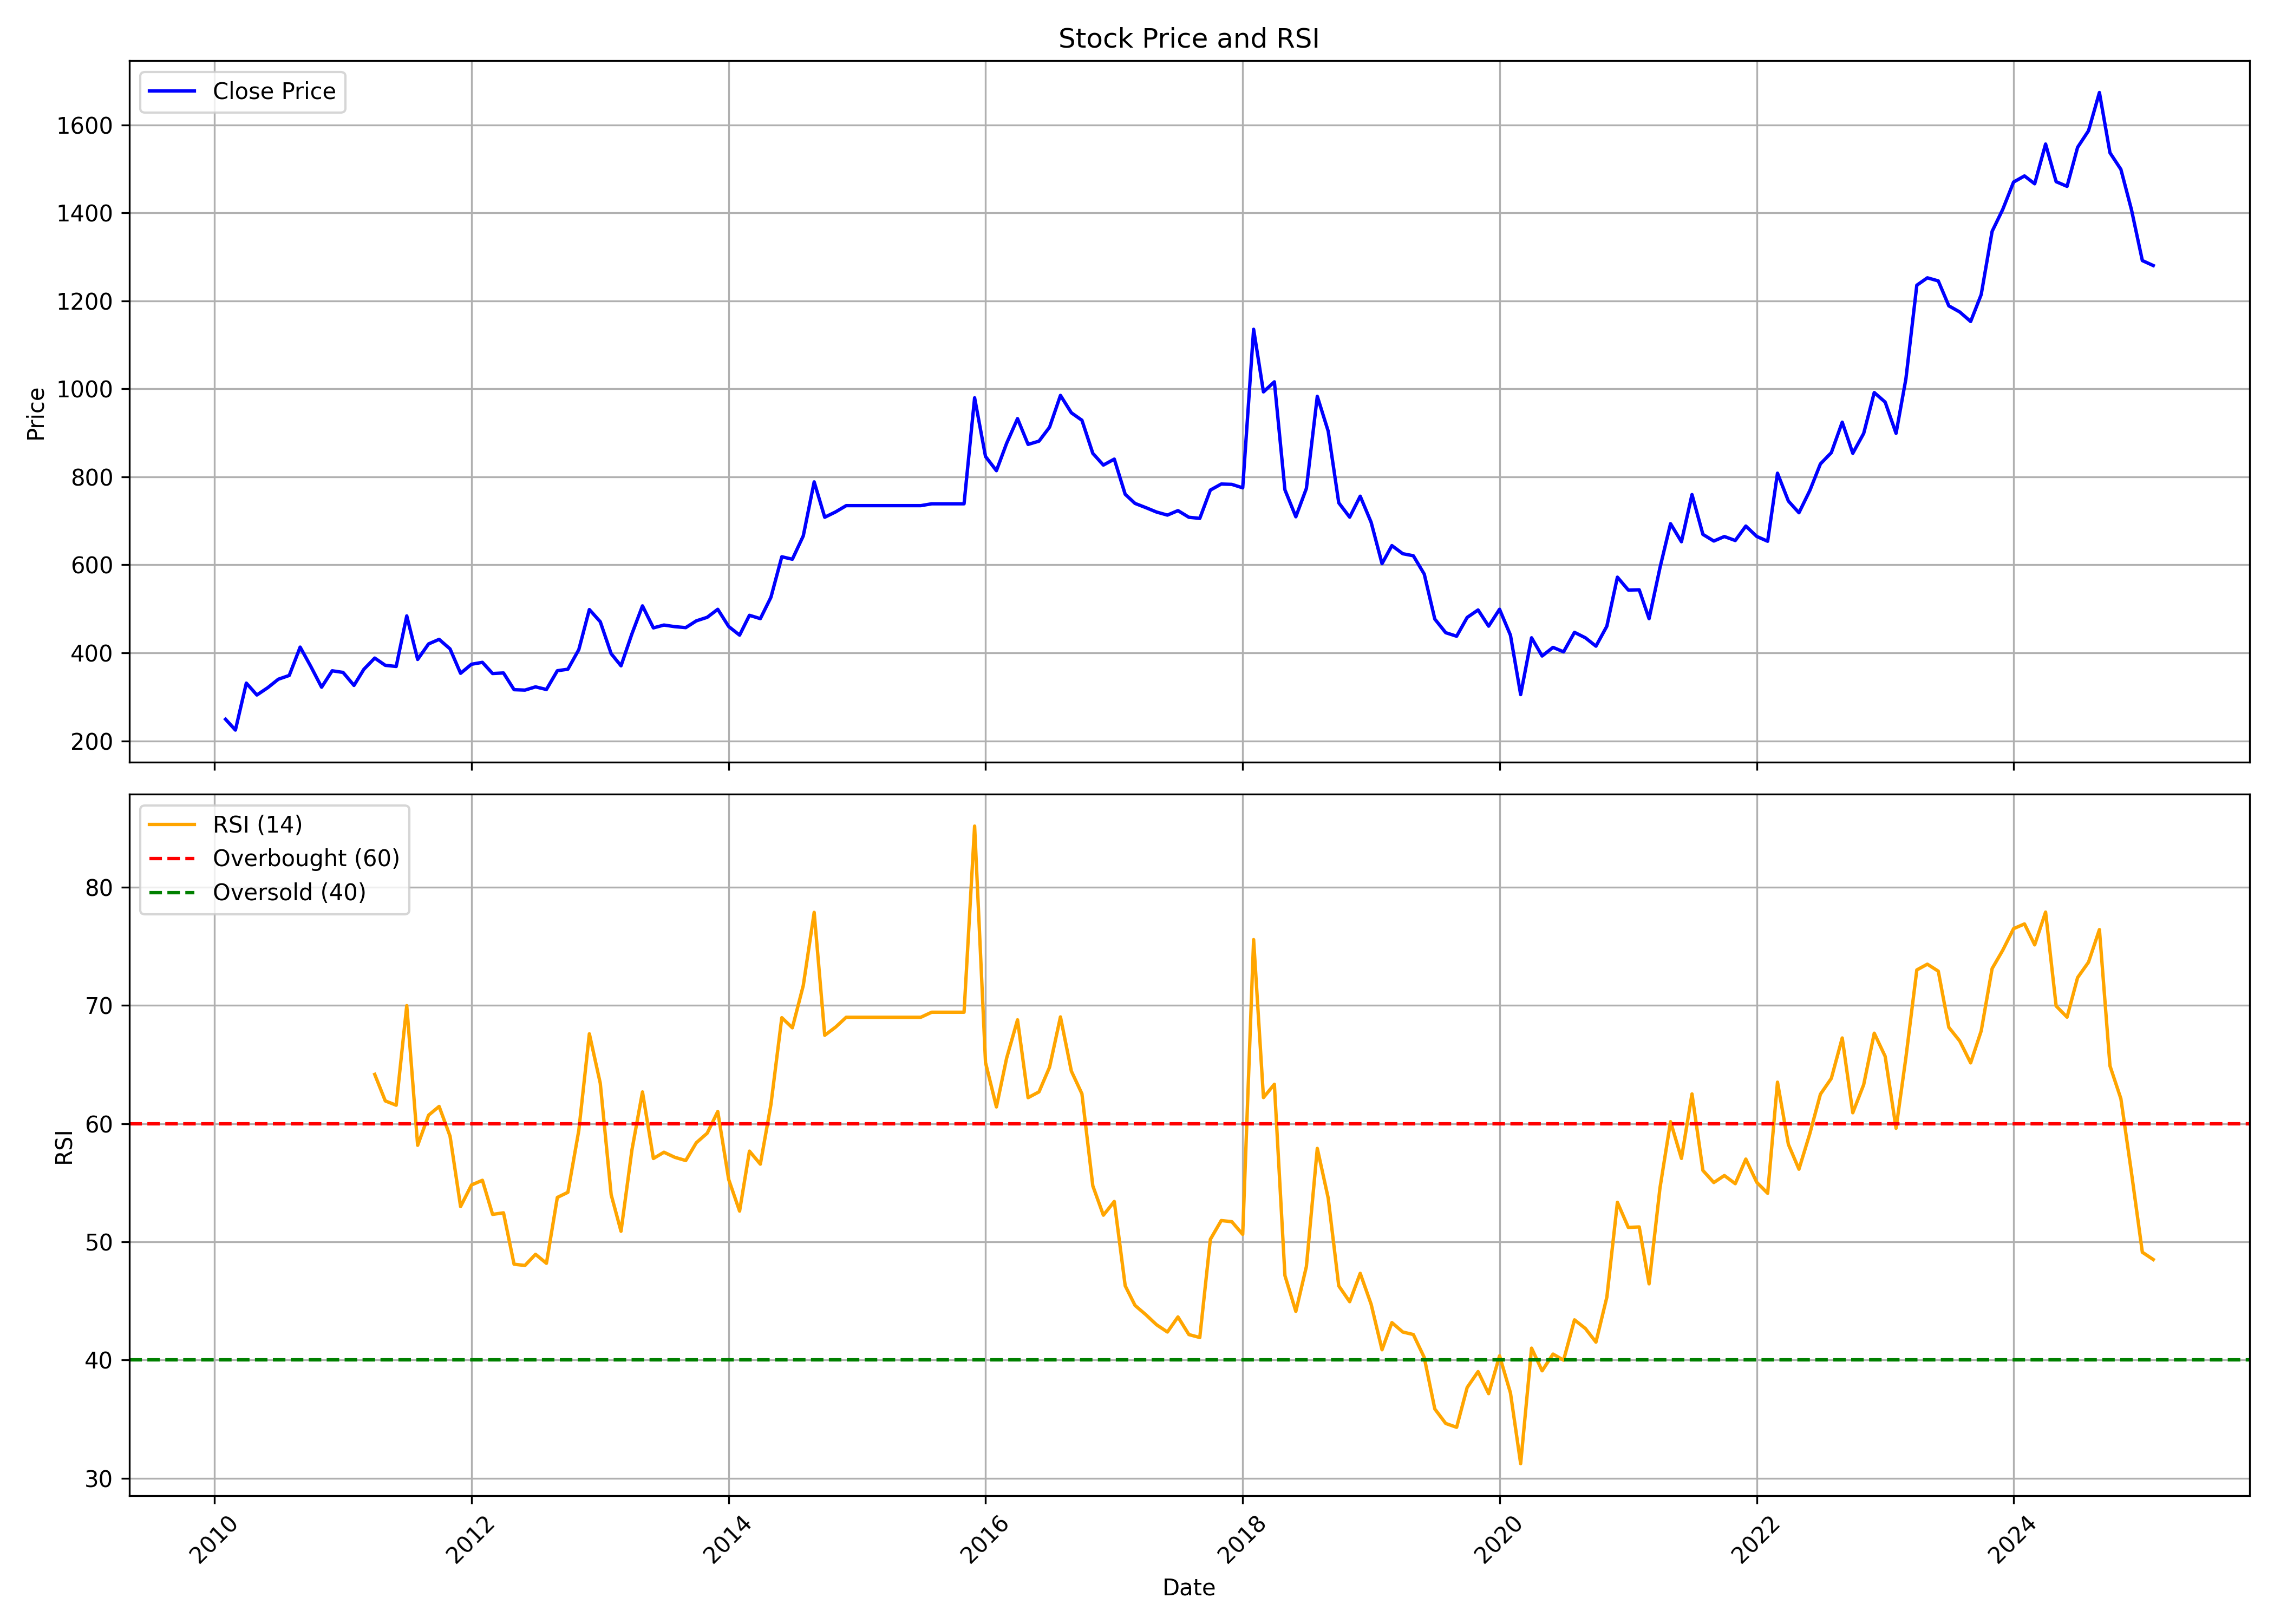 Stock Price and RSI
Close Price
1600
1400
1200
1000
800
600
400
200
Price
RSI (14)
Overbought (60)
Oversold (40)
80
70
60
50
40
30
RSI
2010
2012
2014
2016
2018
2020
2022
2024
Date